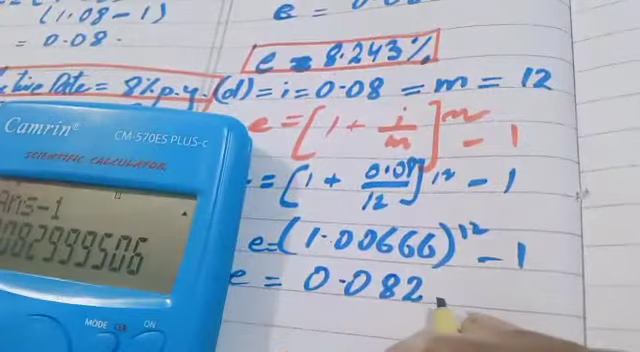 (1.08 - 1)
= 0.08.
e =
e = 8.243%
Rate = 8% p.y. (d) = i = 0.08 = m = 12
e = [1 + i/m]^m - 1
= [1 + 0.08/12]^12 - 1
e = (1.00666)^12 - 1
e = 0.082
Camrin®
CM-570ES PLUS-C
SCIENTIFIC CALCULATOR
Ans-1
082999506
MODE CLR ON